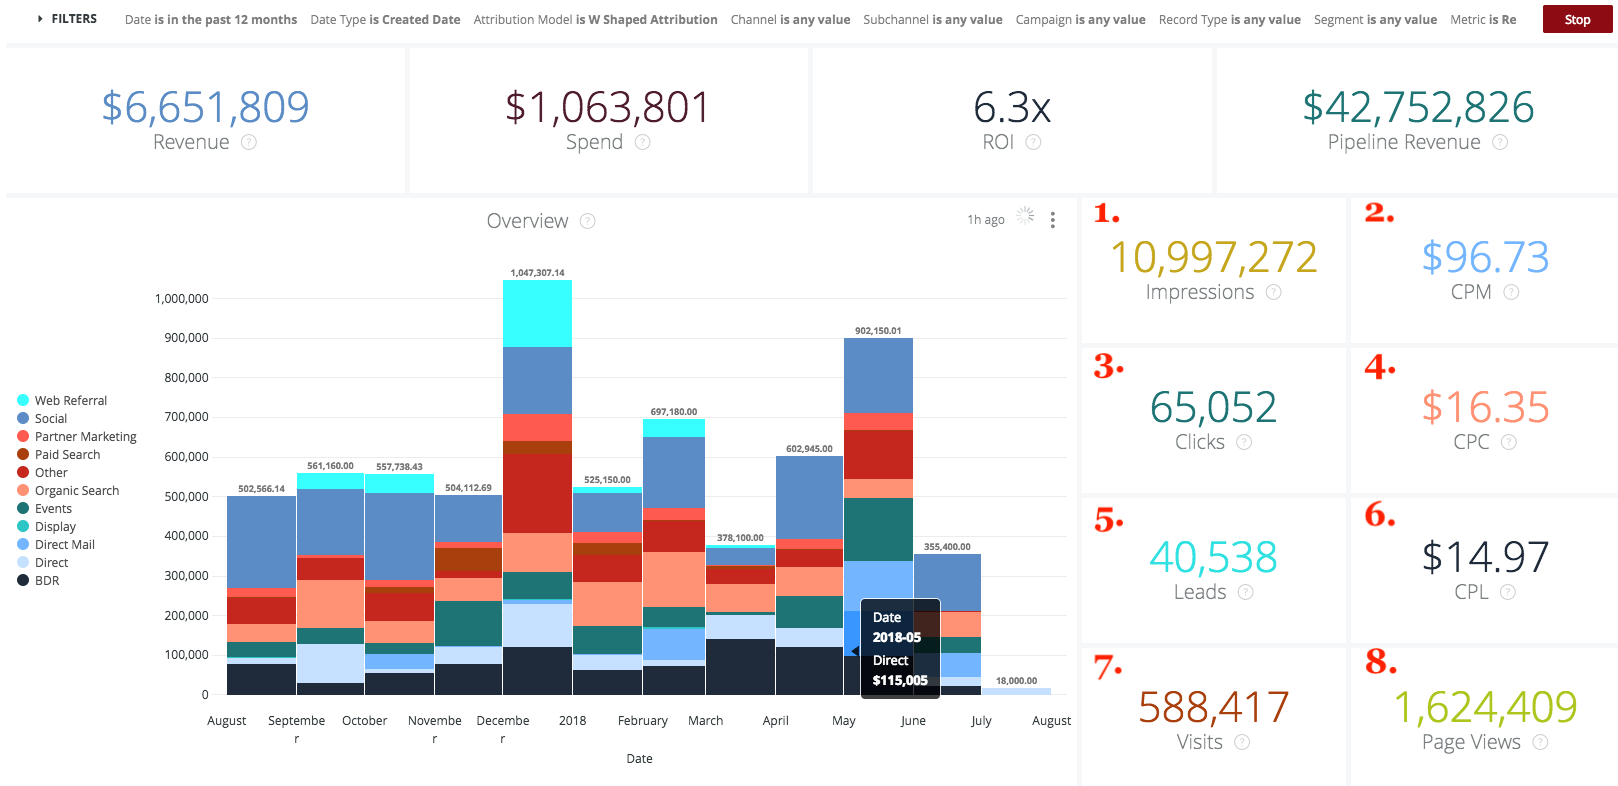 FILTERS Date is in the past 12 months Date Type is Created Date Attribution Model is W Shaped Attribution Channel is any value Subchannel is any value Campaign is any value Record Type is any value Segment is any value Metric is Re Stop
$6,651,809
Revenue ?
$1,063,801
Spend ?
6.3x
ROI ?
$42,752,826
Pipeline Revenue ?
Overview ?
1h ago
1,000,000
900,000
800,000
700,000
600,000
500,000
400,000
300,000
200,000
100,000
0
Web Referral
Social
Partner Marketing
Paid Search
Other
Organic Search
Events
Display
Direct Mail
Direct
BDR
502,566.14
561,160.00
557,738.43
504,112.69
1,047,307.14
525,150.00
697,180.00
378,100.00
602,945.00
902,150.01
355,400.00
18,000.00
Date
2018-05
Direct
$115,005
August
Septembe
r
October
Novembe
r
Decembe
r
2018
February
March
April
May
June
July
August
Date
1.
10,997,272
Impressions ?
2.
$96.73
CPM ?
3.
65,052
Clicks ?
4.
$16.35
CPC ?
5.
40,538
Leads ?
6.
$14.97
CPL ?
7.
588,417
Visits ?
8.
1,624,409
Page Views ?